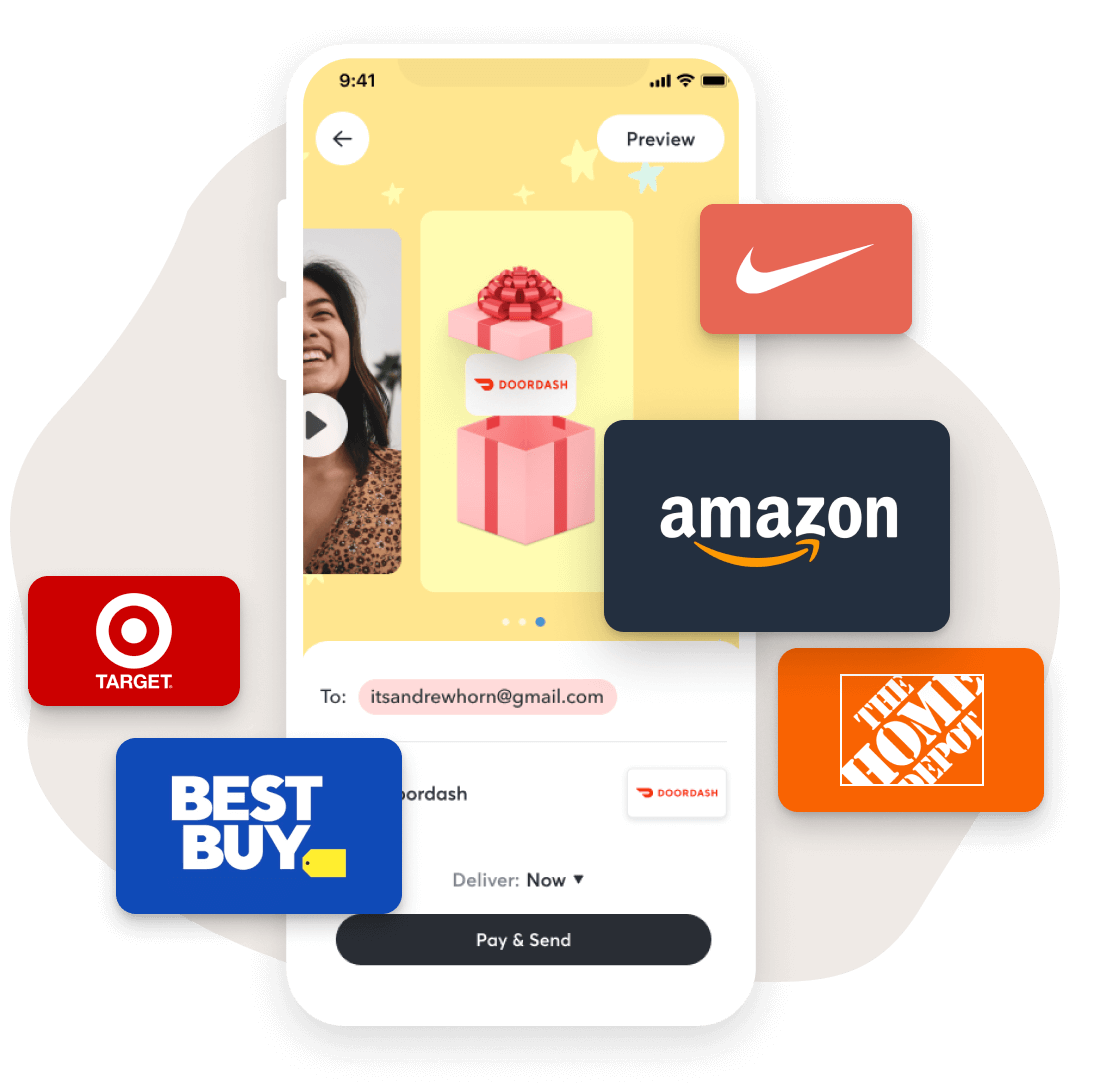 9:41
Preview
DOORDASH
amazon
TARGET
To: itsandrewhorn@gmail.com
THE
HOME
DEPOT
BEST
BUY
oordash
DOORDASH
Deliver: Now
Pay & Send